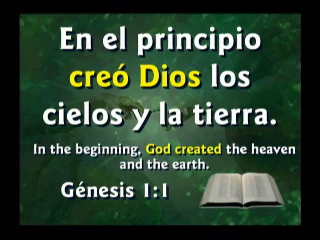 En el principio
creó Dios los
cielos y la tierra.
In the beginning, God created the heaven
and the earth.
Génesis 1:1